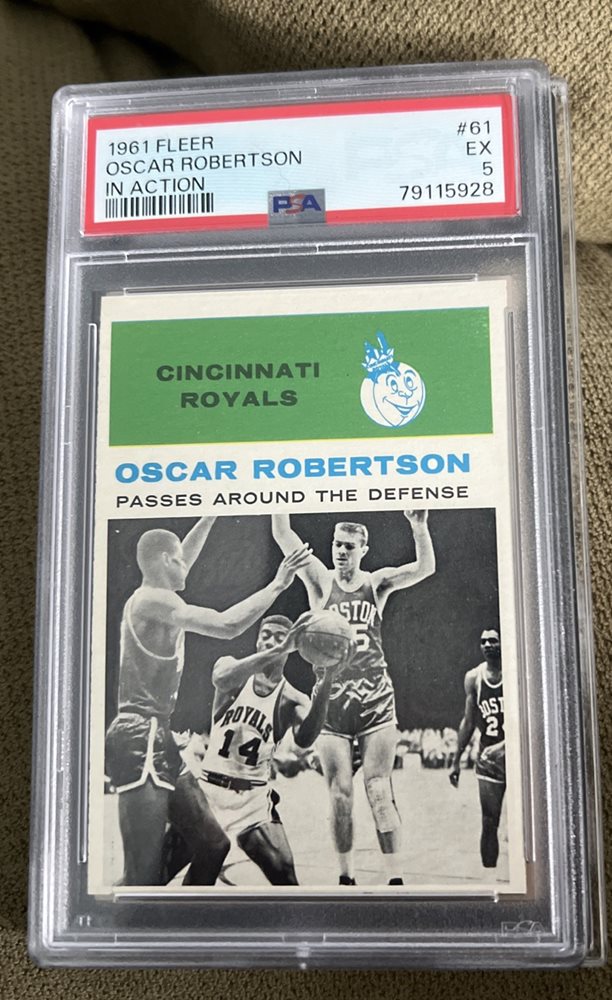 1961 FLEER #61
OSCAR ROBERTSON EX
IN ACTION 5
PSA 79115928
CINCINNATI
ROYALS
OSCAR ROBERTSON
PASSES AROUND THE DEFENSE
ROYALS
14